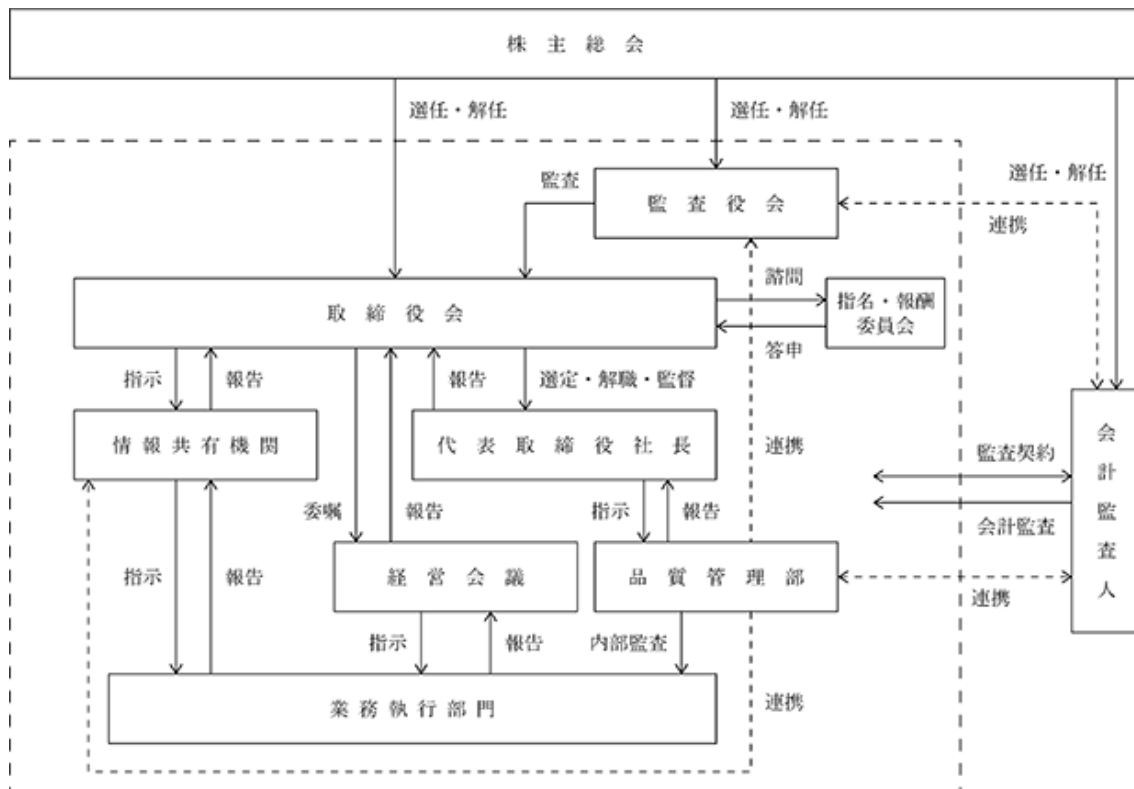 株主総会
選任・解任
選任・解任
選任・解任
監査
監査役会
連携
取締役会
諮問
答申
指名・報酬
委員会
指示
報告
報告
選定・解職・監督
情報共有機関
代表取締役社長
連携
会計監査人
監査契約
会計監査
委嘱
報告
指示
報告
指示
報告
経営会議
品質管理部
連携
指示
報告
内部監査
業務執行部門
連携